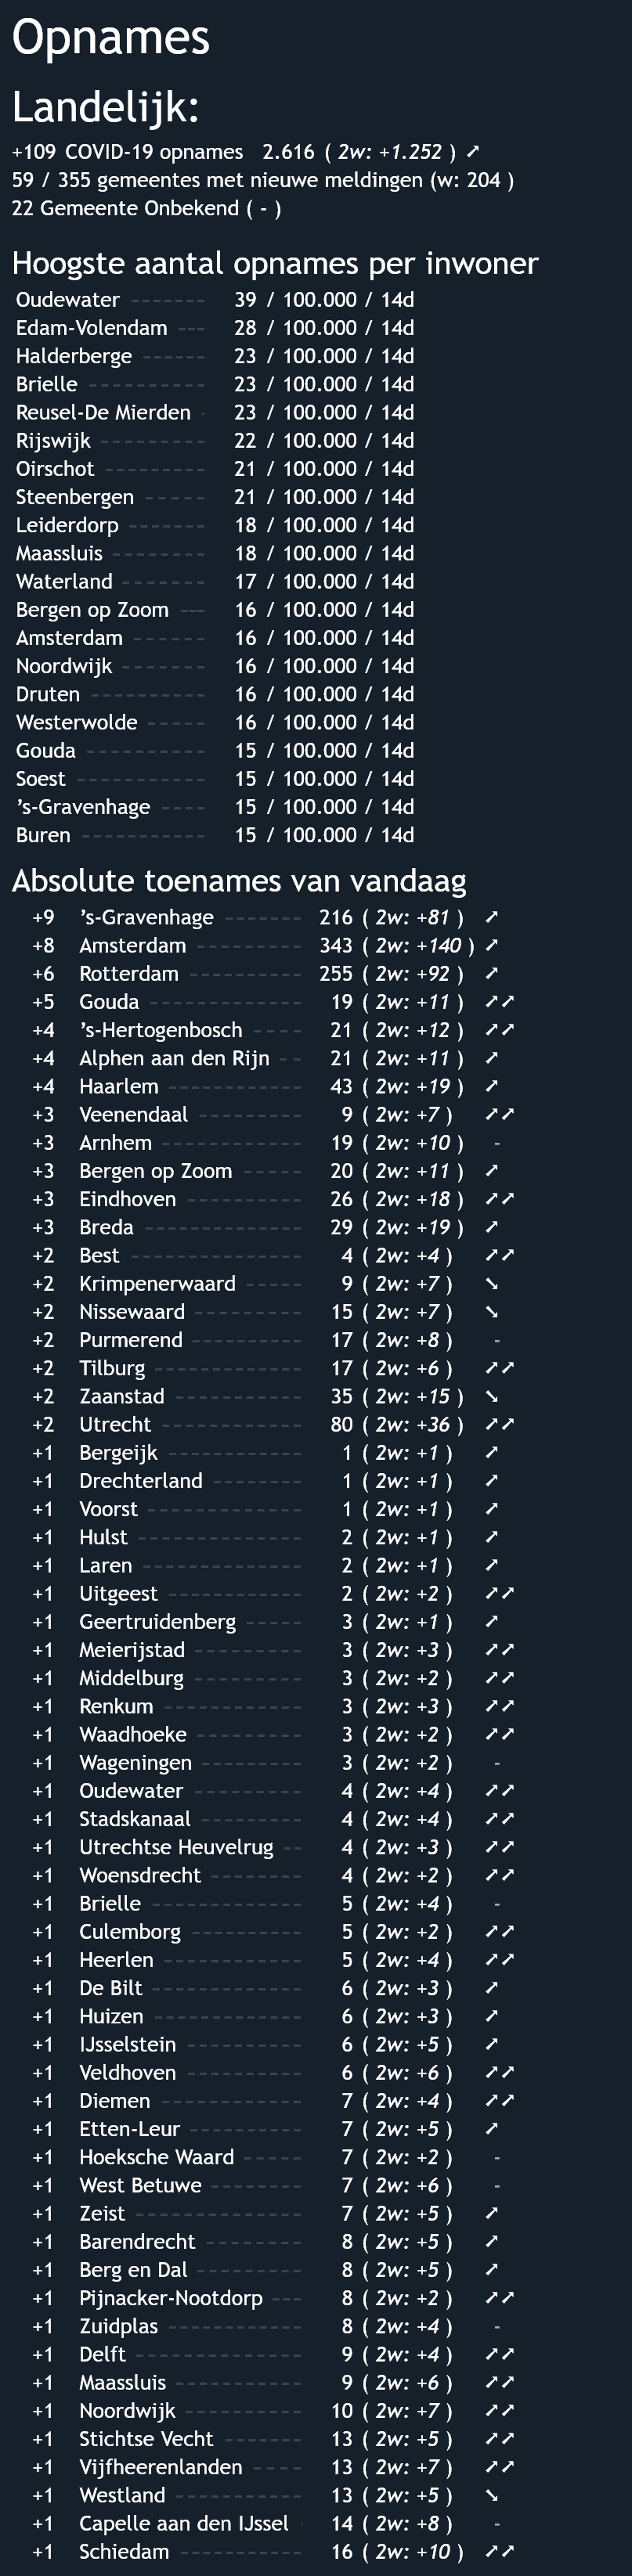 Opnames
Landelijk:
+109 COVID-19 opnames 2.616 ( 2w: +1.252 ) ➚
59 / 355 gemeentes met nieuwe meldingen (w: 204 )
22 Gemeente Onbekend ( - )
Hoogste aantal opnames per inwoner
Oudewater ------- 39 / 100.000 / 14d
Edam-Volendam --- 28 / 100.000 / 14d
Halderberge ------ 23 / 100.000 / 14d
Brielle ---------- 23 / 100.000 / 14d
Reusel-De Mierden - 23 / 100.000 / 14d
Rijswijk --------- 22 / 100.000 / 14d
Oirschot --------- 21 / 100.000 / 14d
Steenbergen ----- 21 / 100.000 / 14d
Leiderdorp ------- 18 / 100.000 / 14d
Maassluis -------- 18 / 100.000 / 14d
Waterland ------- 17 / 100.000 / 14d
Bergen op Zoom --- 16 / 100.000 / 14d
Amsterdam ------ 16 / 100.000 / 14d
Noordwijk ------- 16 / 100.000 / 14d
Druten ---------- 16 / 100.000 / 14d
Westerwolde ----- 16 / 100.000 / 14d
Gouda ---------- 15 / 100.000 / 14d
Soest ----------- 15 / 100.000 / 14d
's-Gravenhage ---- 15 / 100.000 / 14d
Buren ----------- 15 / 100.000 / 14d
Absolute toenames van vandaag
+9 's-Gravenhage ------- 216 ( 2w: +81 ) ➚
+8 Amsterdam --------- 343 ( 2w: +140 ) ➚
+6 Rotterdam ---------- 255 ( 2w: +92 ) ➚
+5 Gouda ------------- 19 ( 2w: +11 ) ➚➚
+4 's-Hertogenbosch ---- 21 ( 2w: +12 ) ➚➚
+4 Alphen aan den Rijn -- 21 ( 2w: +11 ) ➚
+4 Haarlem ----------- 43 ( 2w: +19 ) ➚
+3 Veenendaal --------- 9 ( 2w: +7 ) ➚➚
+3 Arnhem ------------ 19 ( 2w: +10 ) -
+3 Bergen op Zoom ----- 20 ( 2w: +11 ) ➚
+3 Eindhoven ---------- 26 ( 2w: +18 ) ➚➚
+3 Breda ------------- 29 ( 2w: +19 ) ➚
+2 Best -------------- 4 ( 2w: +4 ) ➚➚
+2 Krimpenerwaard ----- 9 ( 2w: +7 ) ➘
+2 Nissewaard --------- 15 ( 2w: +7 ) ➘
+2 Purmerend ---------- 17 ( 2w: +8 ) -
+2 Tilburg ------------ 17 ( 2w: +6 ) ➚➚
+2 Zaanstad ----------- 35 ( 2w: +15 ) ➘
+2 Utrecht ------------ 80 ( 2w: +36 ) ➚➚
+1 Bergeijk ----------- 1 ( 2w: +1 ) ➚
+1 Drechterland -------- 1 ( 2w: +1 ) ➚
+1 Voorst ------------- 1 ( 2w: +1 ) ➚
+1 Hulst -------------- 2 ( 2w: +1 ) ➚
+1 Laren ------------- 2 ( 2w: +1 ) ➚
+1 Uitgeest ----------- 2 ( 2w: +2 ) ➚➚
+1 Geertruidenberg ----- 3 ( 2w: +1 ) ➚
+1 Meierijstad --------- 3 ( 2w: +3 ) ➚➚
+1 Middelburg --------- 3 ( 2w: +2 ) ➚➚
+1 Renkum ------------ 3 ( 2w: +3 ) ➚➚
+1 Waadhoeke --------- 3 ( 2w: +2 ) ➚➚
+1 Wageningen --------- 3 ( 2w: +2 ) -
+1 Oudewater --------- 4 ( 2w: +4 ) ➚➚
+1 Stadskanaal --------- 4 ( 2w: +4 ) ➚➚
+1 Utrechtse Heuvelrug -- 4 ( 2w: +3 ) ➚➚
+1 Woensdrecht -------- 4 ( 2w: +2 ) ➚➚
+1 Brielle ------------- 5 ( 2w: +4 ) -
+1 Culemborg --------- 5 ( 2w: +2 ) ➚➚
+1 Heerlen ------------ 5 ( 2w: +4 ) ➚➚
+1 De Bilt ------------ 6 ( 2w: +3 ) ➚
+1 Huizen ------------- 6 ( 2w: +3 ) ➚
+1 IJsselstein ---------- 6 ( 2w: +5 ) ➚
+1 Veldhoven ---------- 6 ( 2w: +6 ) ➚➚
+1 Diemen ------------ 7 ( 2w: +4 ) ➚➚
+1 Etten-Leur ---------- 7 ( 2w: +5 ) ➚
+1 Hoeksche Waard ----- 7 ( 2w: +2 ) -
+1 West Betuwe -------- 7 ( 2w: +6 ) -
+1 Zeist -------------- 7 ( 2w: +5 ) ➚
+1 Barendrecht -------- 8 ( 2w: +5 ) ➚
+1 Berg en Dal --------- 8 ( 2w: +5 ) ➚
+1 Pijnacker-Nootdorp --- 8 ( 2w: +2 ) ➚➚
+1 Zuidplas ----------- 8 ( 2w: +4 ) -
+1 Delft -------------- 9 ( 2w: +4 ) ➚➚
+1 Maassluis ----------- 9 ( 2w: +6 ) ➚➚
+1 Noordwijk ---------- 10 ( 2w: +7 ) ➚➚
+1 Stichtse Vecht ------- 13 ( 2w: +5 ) ➚➚
+1 Vijfheerenlanden ---- 13 ( 2w: +7 ) ➚➚
+1 Westland ----------- 13 ( 2w: +5 ) ➘
+1 Capelle aan den IJssel - 14 ( 2w: +8 ) -
+1 Schiedam ----------- 16 ( 2w: +10 ) ➚➚